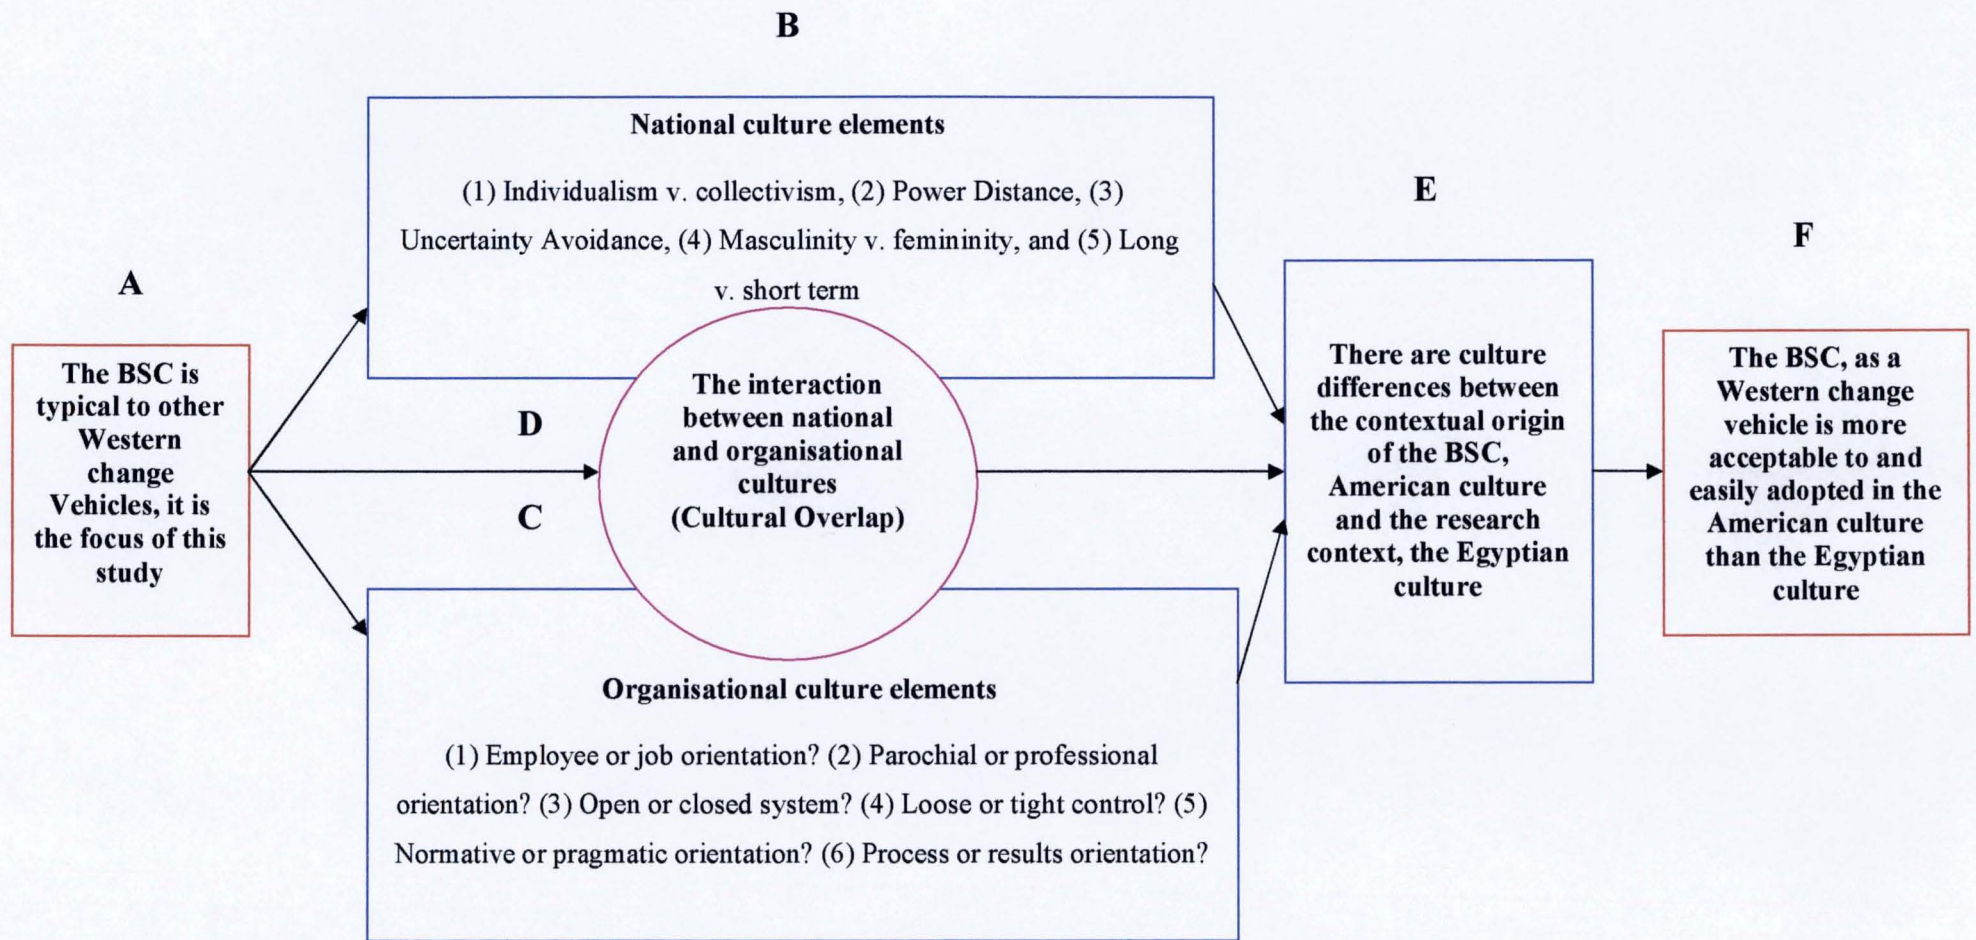 B
National culture elements
(1) Individualism v. collectivism, (2) Power Distance, (3)
Uncertainty Avoidance, (4) Masculinity v. femininity, and (5) Long
v. short term
A
The BSC is
typical to other
Western
change
Vehicles, it is
the focus of this
study
D
C
The interaction
between national
and organisational
cultures
(Cultural Overlap)
Organisational culture elements
(1) Employee or job orientation? (2) Parochial or professional
orientation? (3) Open or closed system? (4) Loose or tight control? (5)
Normative or pragmatic orientation? (6) Process or results orientation?
E
There are culture
differences between
the contextual origin
of the BSC,
American culture
and the research
context, the Egyptian
culture
F
The BSC, as a
Western change
vehicle is more
acceptable to and
easily adopted in the
American culture
than the Egyptian
culture